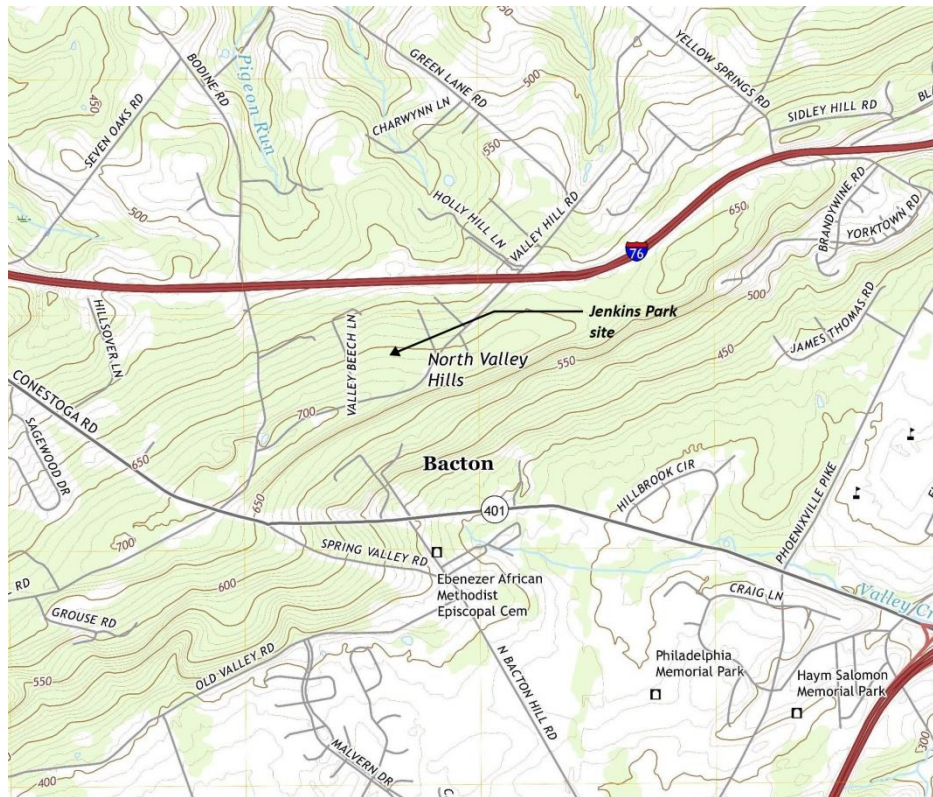 450
500
BODINE RD
Pigeon Run
GREEN LANE RD
500
YELLOW SPRINGS RD
SIDLEY HILL RD
SEVEN OAKS RD
CHARWYNN LN
550
450
500
HOLLY HILL LN
VALLEY HILL RD
650
BRANDYWINE RD
YORKTOWN RD
76
500
HILLSOVER LN
VALLEY BEECH LN
Jenkins Park
site
North Valley
Hills
550
450
JAMES THOMAS RD
CONESTOGA RD
SAGEWOOD DR
700
650
Bacton
650
401
HILLBROOK CIR
PHOENIXVILLE PIKE
700
SPRING VALLEY RD
600
Ebenezer African
Methodist
Episcopal Cem
GROUSE RD
CRAIG LN
OLD VALLEY RD
N BACTON HILL RD
Philadelphia
Memorial Park
Haym Salomon
Memorial Park
550
MALVERN DR
400
300